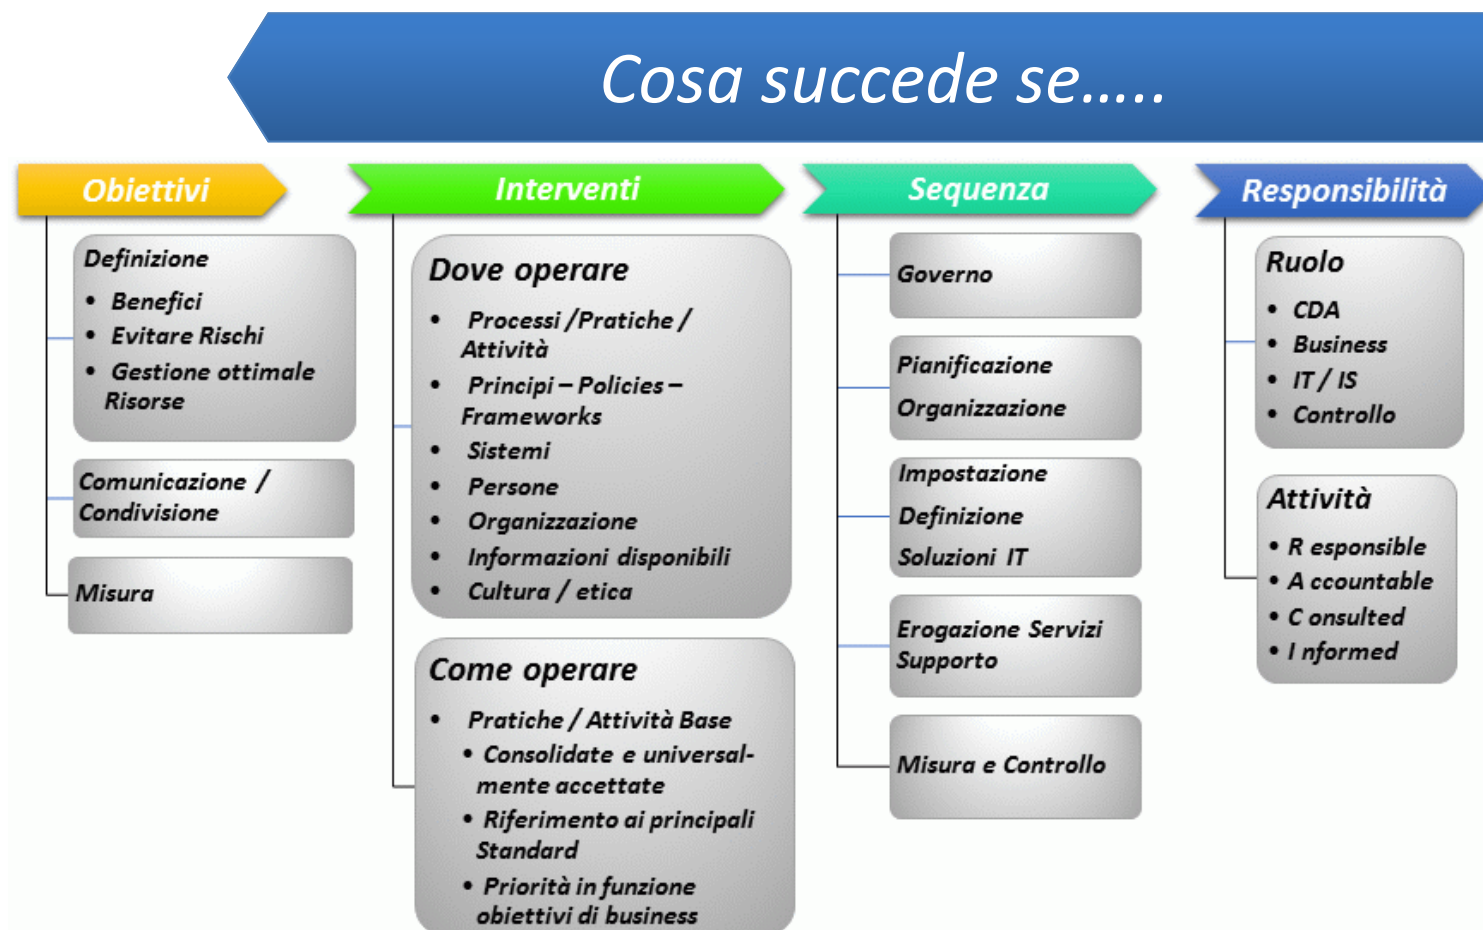 Cosa succede se.....
Obiettivi
Definizione
• Benefici
• Evitare Rischi
• Gestione ottimale
Risorse
Comunicazione /
Condivisione
Misura
Interventi
Dove operare
• Processi /Pratiche /
Attività
• Principi – Policies –
Frameworks
• Sistemi
• Persone
• Organizzazione
• Informazioni disponibili
• Cultura / etica
Come operare
• Pratiche / Attività Base
• Consolidate e universal-
mente accettate
• Riferimento ai principali
Standard
• Priorità in funzione
obiettivi di business
Sequenza
Governo
Pianificazione
Organizzazione
Impostazione
Definizione
Soluzioni IT
Erogazione Servizi
Supporto
Misura e Controllo
Responsibilità
Ruolo
• CDA
• Business
• IT / IS
• Controllo
Attività
• R esponsible
• A ccountable
• C onsulted
• I nformed